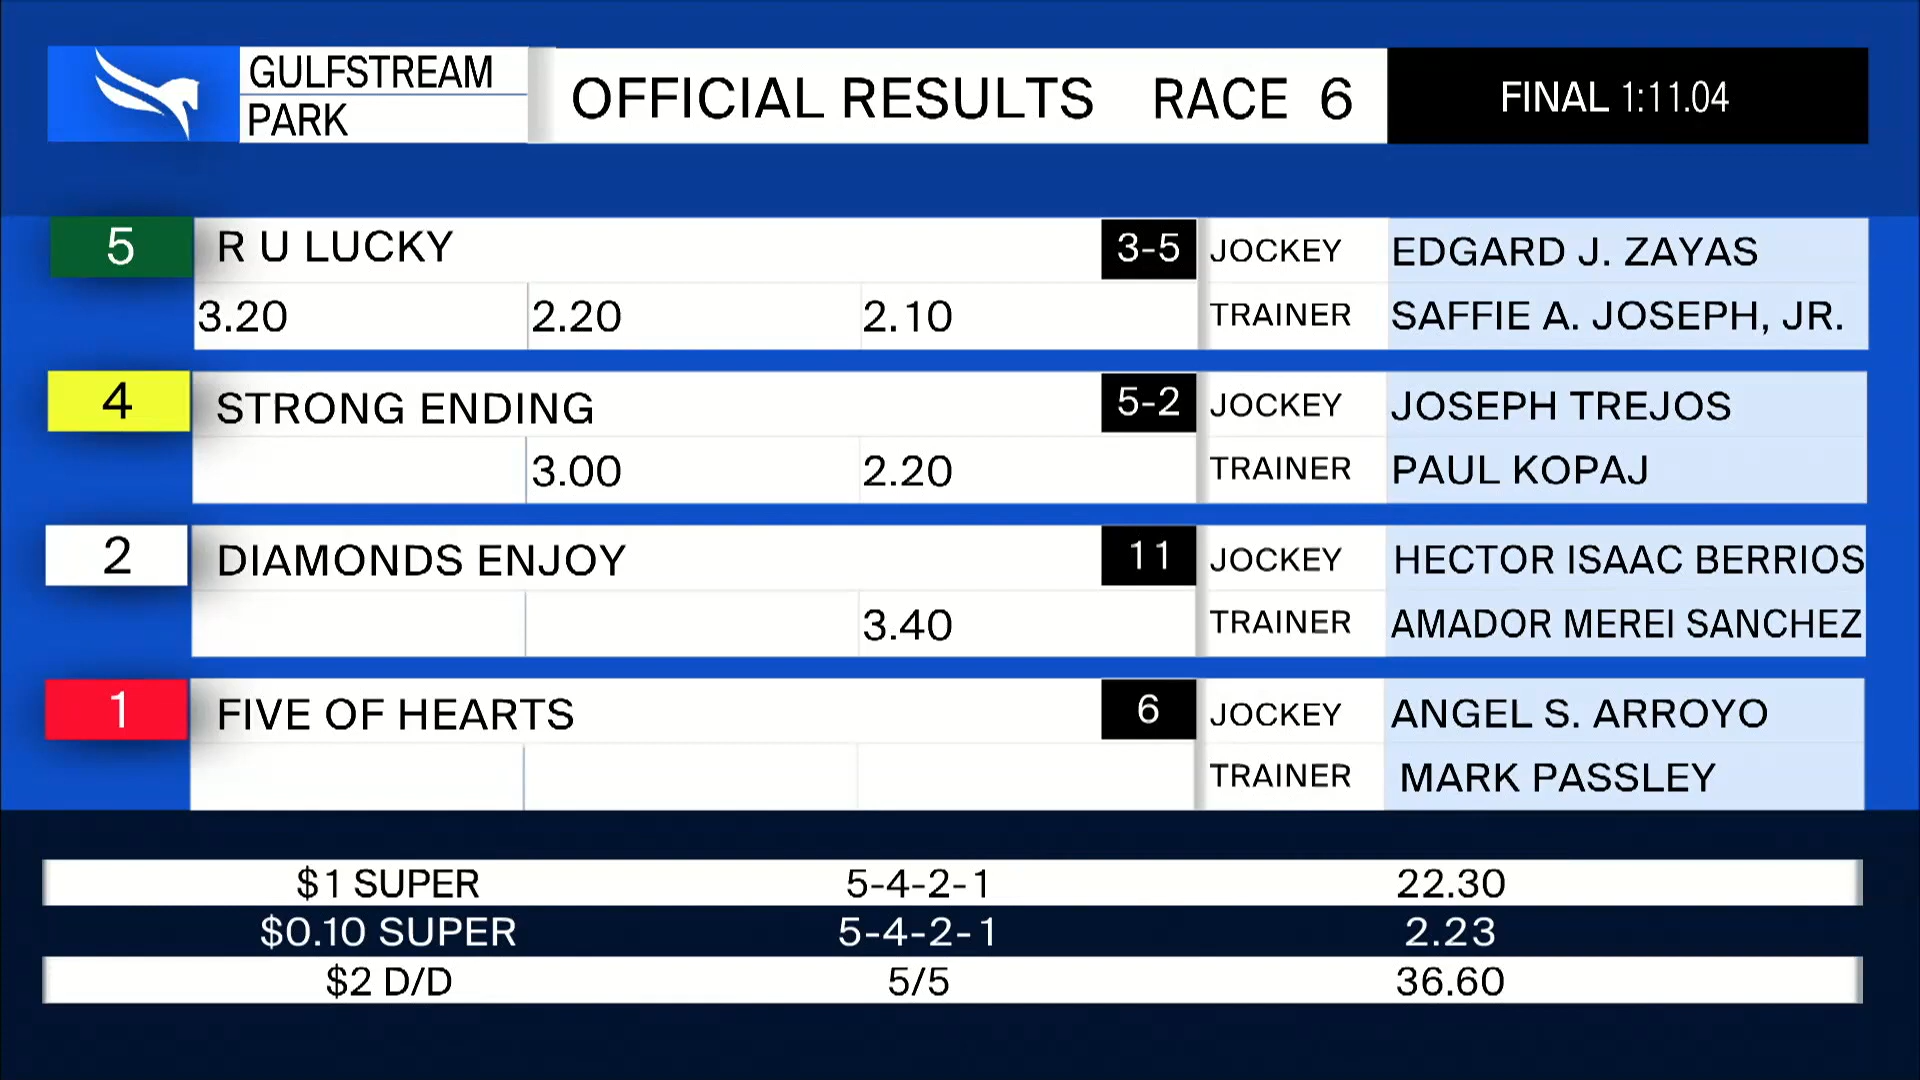 GULFSTREAM
PARK
OFFICIAL RESULTS RACE 6
FINAL 1:11.04
5 R U LUCKY 3-5 JOCKEY EDGARD J. ZAYAS
3.20 2.20 2.10 TRAINER SAFFIE A. JOSEPH, JR.
4 STRONG ENDING 5-2 JOCKEY JOSEPH TREJOS
3.00 2.20 TRAINER PAUL KOPAJ
2 DIAMONDS ENJOY 11 JOCKEY HECTOR ISAAC BERRIOS
3.40 TRAINER AMADOR MEREI SANCHEZ
1 FIVE OF HEARTS 6 JOCKEY ANGEL S. ARROYO
TRAINER MARK PASSLEY
$1 SUPER 5-4-2-1 22.30
$0.10 SUPER 5-4-2-1 2.23
$2 D/D 5/5 36.60